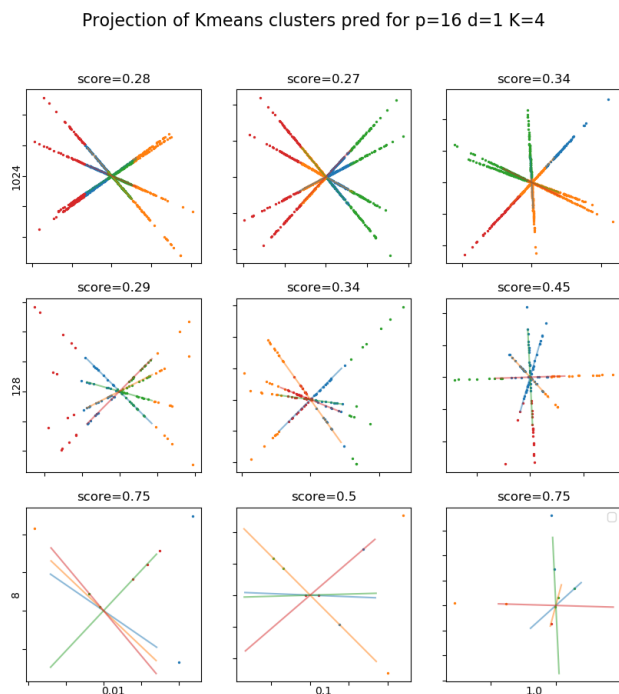 Projection of Kmeans clusters pred for p=16 d=1 K=4
score=0.28
score=0.27
score=0.34
1024
score=0.29
score=0.34
score=0.45
128
score=0.75
score=0.5
score=0.75
8
0.01
0.1
1.0